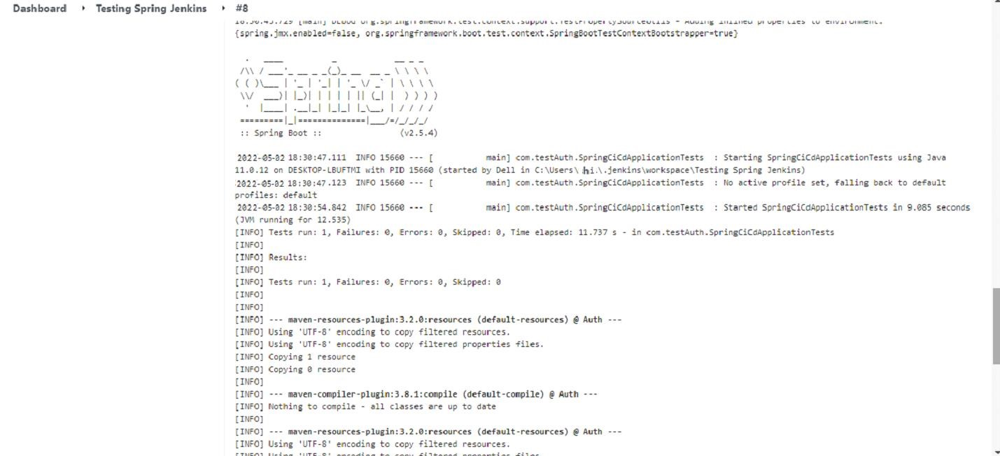 Dashboard ▸ Testing Spring Jenkins ▸ #8
18:30:45.729 [main] DEBUG org.springframework.test.context.support.TestPropertySourceUtils - Adding inlined properties to environment:
{spring.jmx.enabled=false, org.springframework.boot.test.context.SpringBootTestContextBootstrapper=true}
  .   ____          _            __ _ _
 /\\ / ___'_ __ _ _(_)_ __  __ _ \ \ \ \
( ( )\___ | '_ | '_| | '_ \/ _` | \ \ \ \
 \\/  ___)| |_)| | | | | || (_| |  ) ) ) )
  '  |____| .__|_| |_|_| |_\__, | / / / /
 =========|_|==============|___/=/_/_/_/
 :: Spring Boot ::                (v2.5.4)
2022-05-02 18:30:47.111  INFO 15660 --- [           main] com.testAuth.SpringCiCdApplicationTests  : Starting SpringCiCdApplicationTests using Java
11.0.12 on DESKTOP-LBUFTMI with PID 15660 (started by Dell in C:\Users\ hi.\.jenkins\workspace\Testing Spring Jenkins)
2022-05-02 18:30:47.123  INFO 15660 --- [           main] com.testAuth.SpringCiCdApplicationTests  : No active profile set, falling back to default
profiles: default
2022-05-02 18:30:54.842  INFO 15660 --- [           main] com.testAuth.SpringCiCdApplicationTests  : Started SpringCiCdApplicationTests in 9.085 seconds
(JVM running for 12.535)
[INFO] Tests run: 1, Failures: 0, Errors: 0, Skipped: 0, Time elapsed: 11.737 s - in com.testAuth.SpringCiCdApplicationTests
[INFO]
[INFO] Results:
[INFO]
[INFO] Tests run: 1, Failures: 0, Errors: 0, Skipped: 0
[INFO]
[INFO]
[INFO] --- maven-resources-plugin:3.2.0:resources (default-resources) @ Auth ---
[INFO] Using 'UTF-8' encoding to copy filtered resources.
[INFO] Using 'UTF-8' encoding to copy filtered properties files.
[INFO] Copying 1 resource
[INFO] Copying 0 resource
[INFO]
[INFO] --- maven-compiler-plugin:3.8.1:compile (default-compile) @ Auth ---
[INFO] Nothing to compile - all classes are up to date
[INFO]
[INFO] --- maven-resources-plugin:3.2.0:resources (default-resources) @ Auth ---
[INFO] Using 'UTF-8' encoding to copy filtered resources.
[INFO] Using 'UTF-8' encoding to copy filtered properties files.